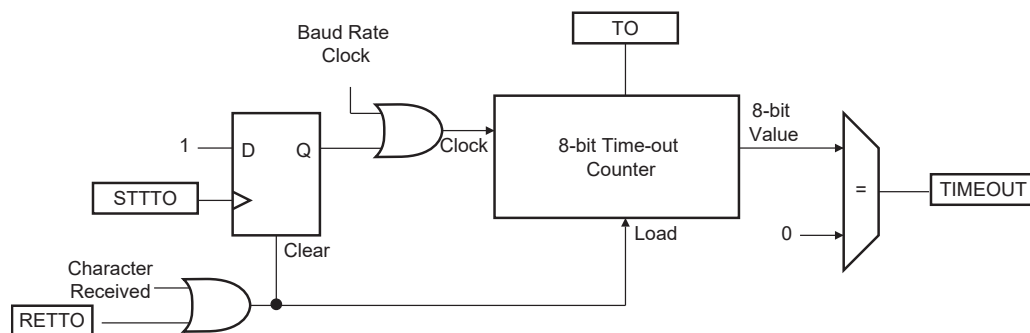 TO
Baud Rate
Clock
8-bit
Value
1
D
Q
Clock
8-bit Time-out
Counter
=
TIMEOUT
STTTO
Clear
Load
0
Character
Received
RETTO